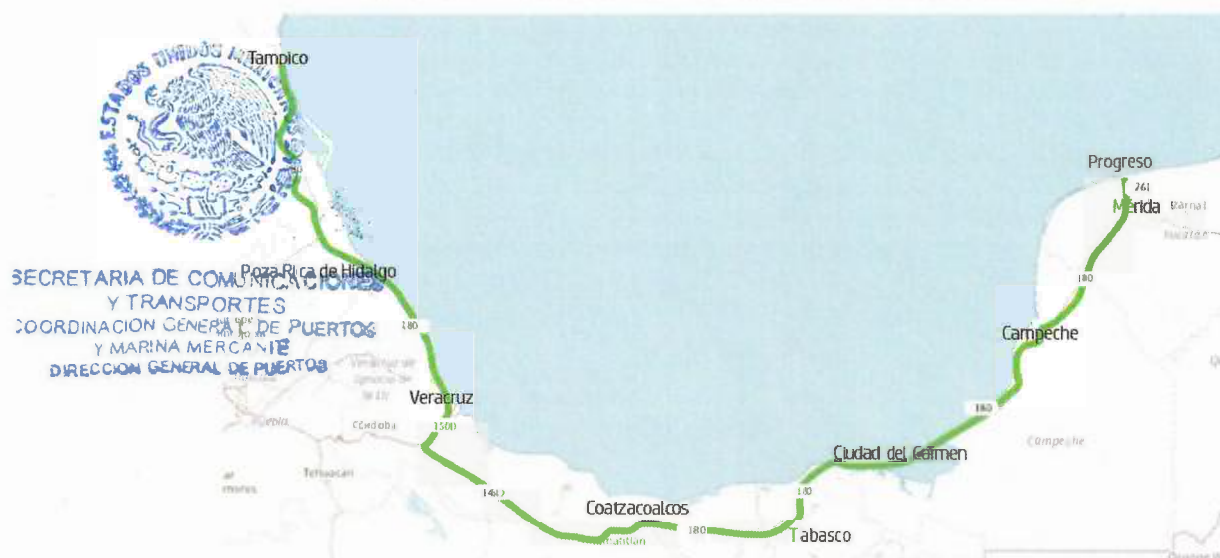 Tampico
ESTADOS UNIDOS
Progreso
261
Mérida
Poza Rica de Hidalgo
180
SECRETARIA DE COMUNICACIONES
Y TRANSPORTES
COORDINACION GENERAL DE PUERTOS
180
Y MARINA MERCANTE
DIRECCION GENERAL DE PUERTOS
Campeche
Veracruz
150D
Puebla
Córdoba
180
Campeche
Ciudad del Carmen
Tehuacán
180
Coatzacoalcos
180
Tabasco